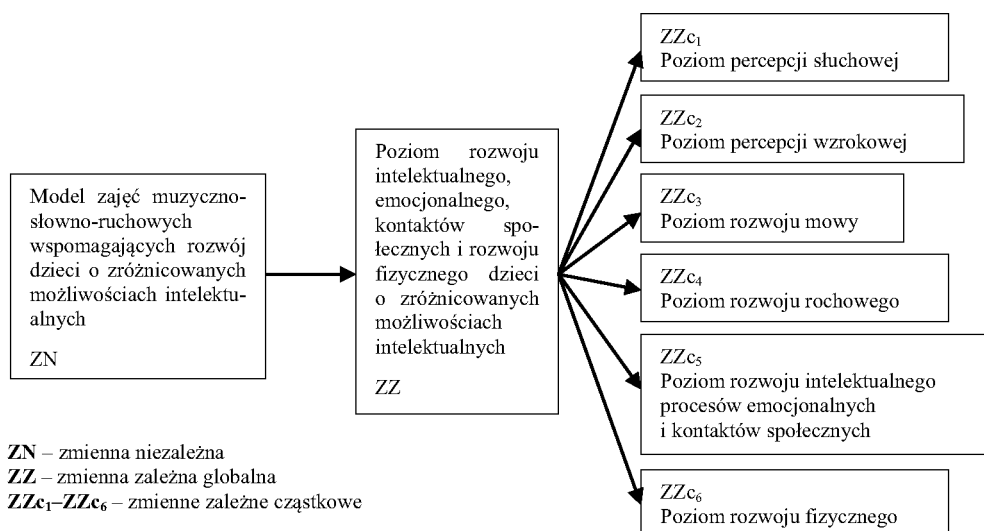 Model zajęć muzyczno-
słowno-ruchowych
wspomagających rozwój
dzieci o zróżnicowanych
możliwościach intelektu-
alnych
ZN
Poziom rozwoju
intelektualnego,
emocjonalnego,
kontaktów spo-
łecznych i rozwoju
fizycznego dzieci
o zróżnicowanych
możliwościach
intelektualnych
ZZ
ZZc₁
Poziom percepcji słuchowej
ZZc₂
Poziom percepcji wzrokowej
ZZc₃
Poziom rozwoju mowy
ZZc₄
Poziom rozwoju rochowego
ZZc₅
Poziom rozwoju intelektualnego
procesów emocjonalnych
i kontaktów społecznych
ZZc₆
Poziom rozwoju fizycznego
ZN – zmienna niezależna
ZZ – zmienna zależna globalna
ZZc₁–ZZc₆ – zmienne zależne cząstkowe